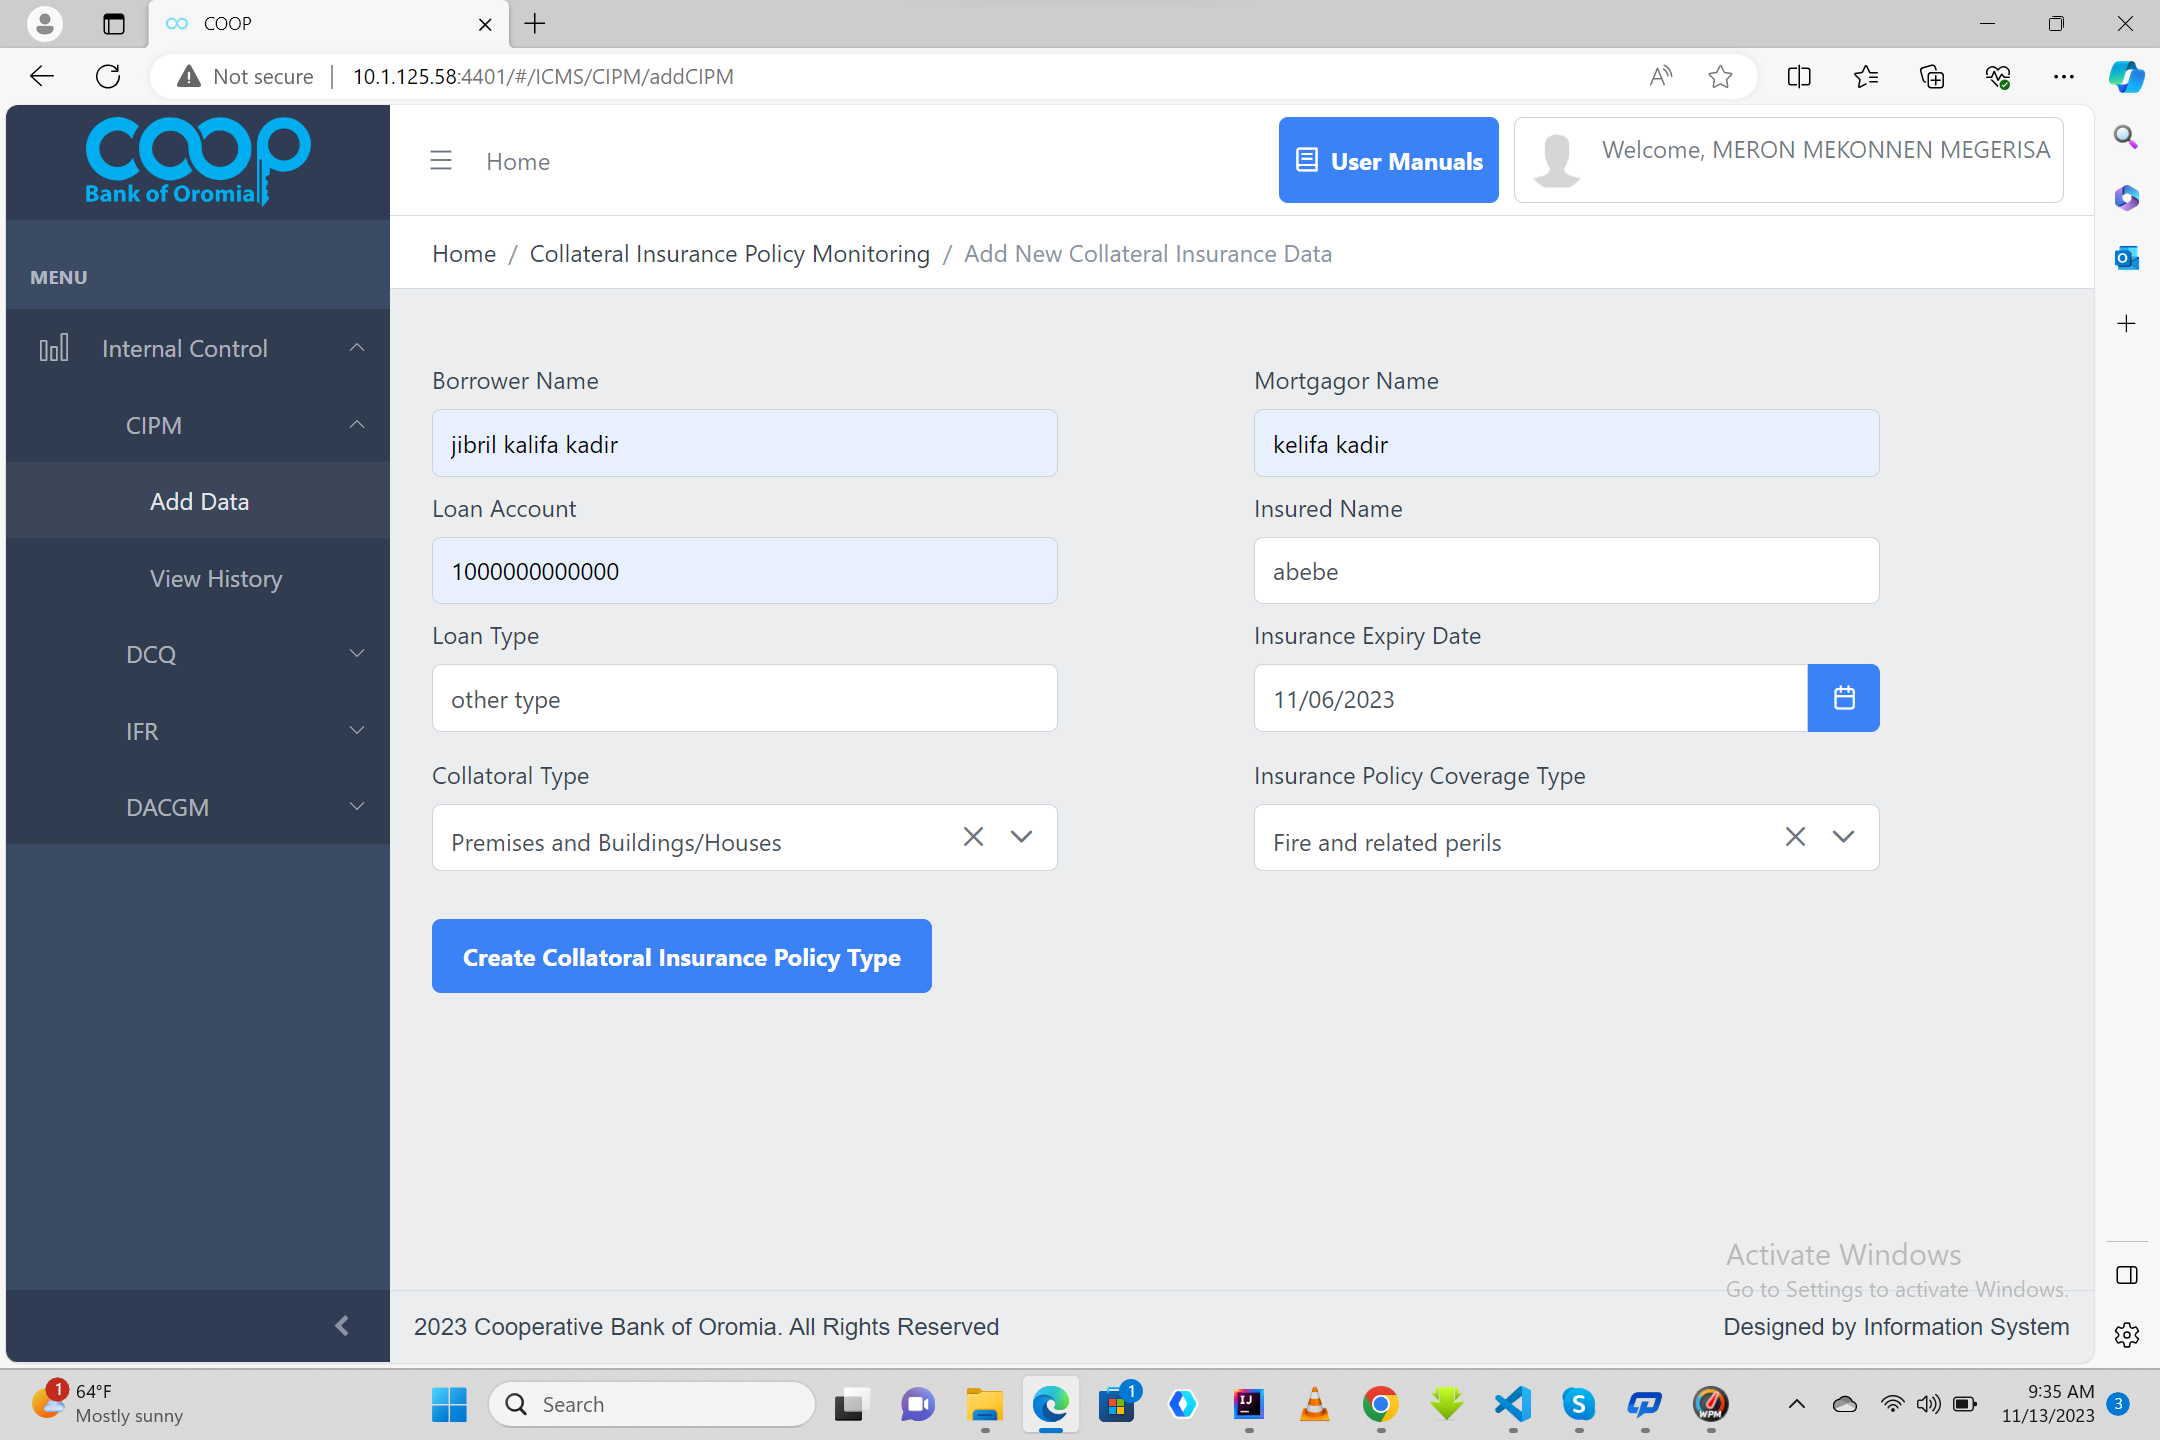 COOP
Not secure
10.1.125.58:4401/#/ICMS/CIPM/addCIPM
coop
Bank of Oromia
Home
User Manuals
Welcome, MERON MEKONNEN MEGERISA
Home / Collateral Insurance Policy Monitoring / Add New Collateral Insurance Data
MENU
Internal Control
CIPM
Add Data
View History
DCQ
IFR
DACGM
Borrower Name
jibril kalifa kadir
Mortgagor Name
kelifa kadir
Loan Account
1000000000000
Insured Name
abebe
Loan Type
other type
Insurance Expiry Date
11/06/2023
Collatoral Type
Premises and Buildings/Houses
Insurance Policy Coverage Type
Fire and related perils
Create Collatoral Insurance Policy Type
Activate Windows
Go to Settings to activate Windows.
2023 Cooperative Bank of Oromia. All Rights Reserved
Designed by Information System
1
64°F
Mostly sunny
Search
1
IJ
S
WPM
9:35 AM
11/13/2023
3